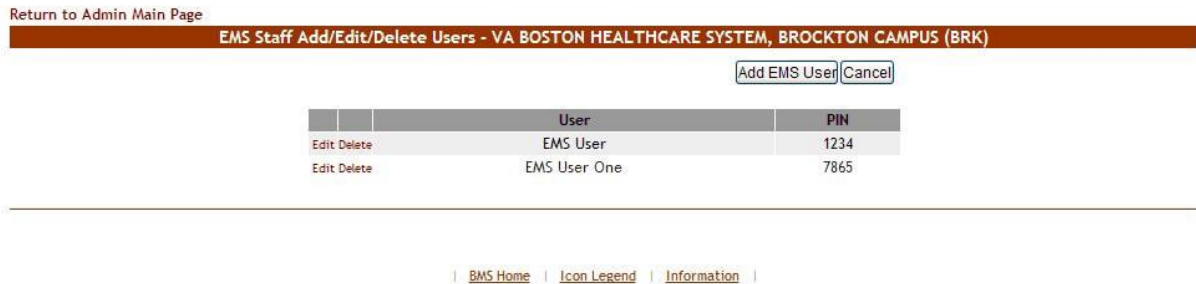 Return to Admin Main Page
EMS Staff Add/Edit/Delete Users - VA BOSTON HEALTHCARE SYSTEM, BROCKTON CAMPUS (BRK)
Add EMS User Cancel
User PIN
Edit Delete EMS User 1234
Edit Delete EMS User One 7865
| BMS Home | Icon Legend | Information |